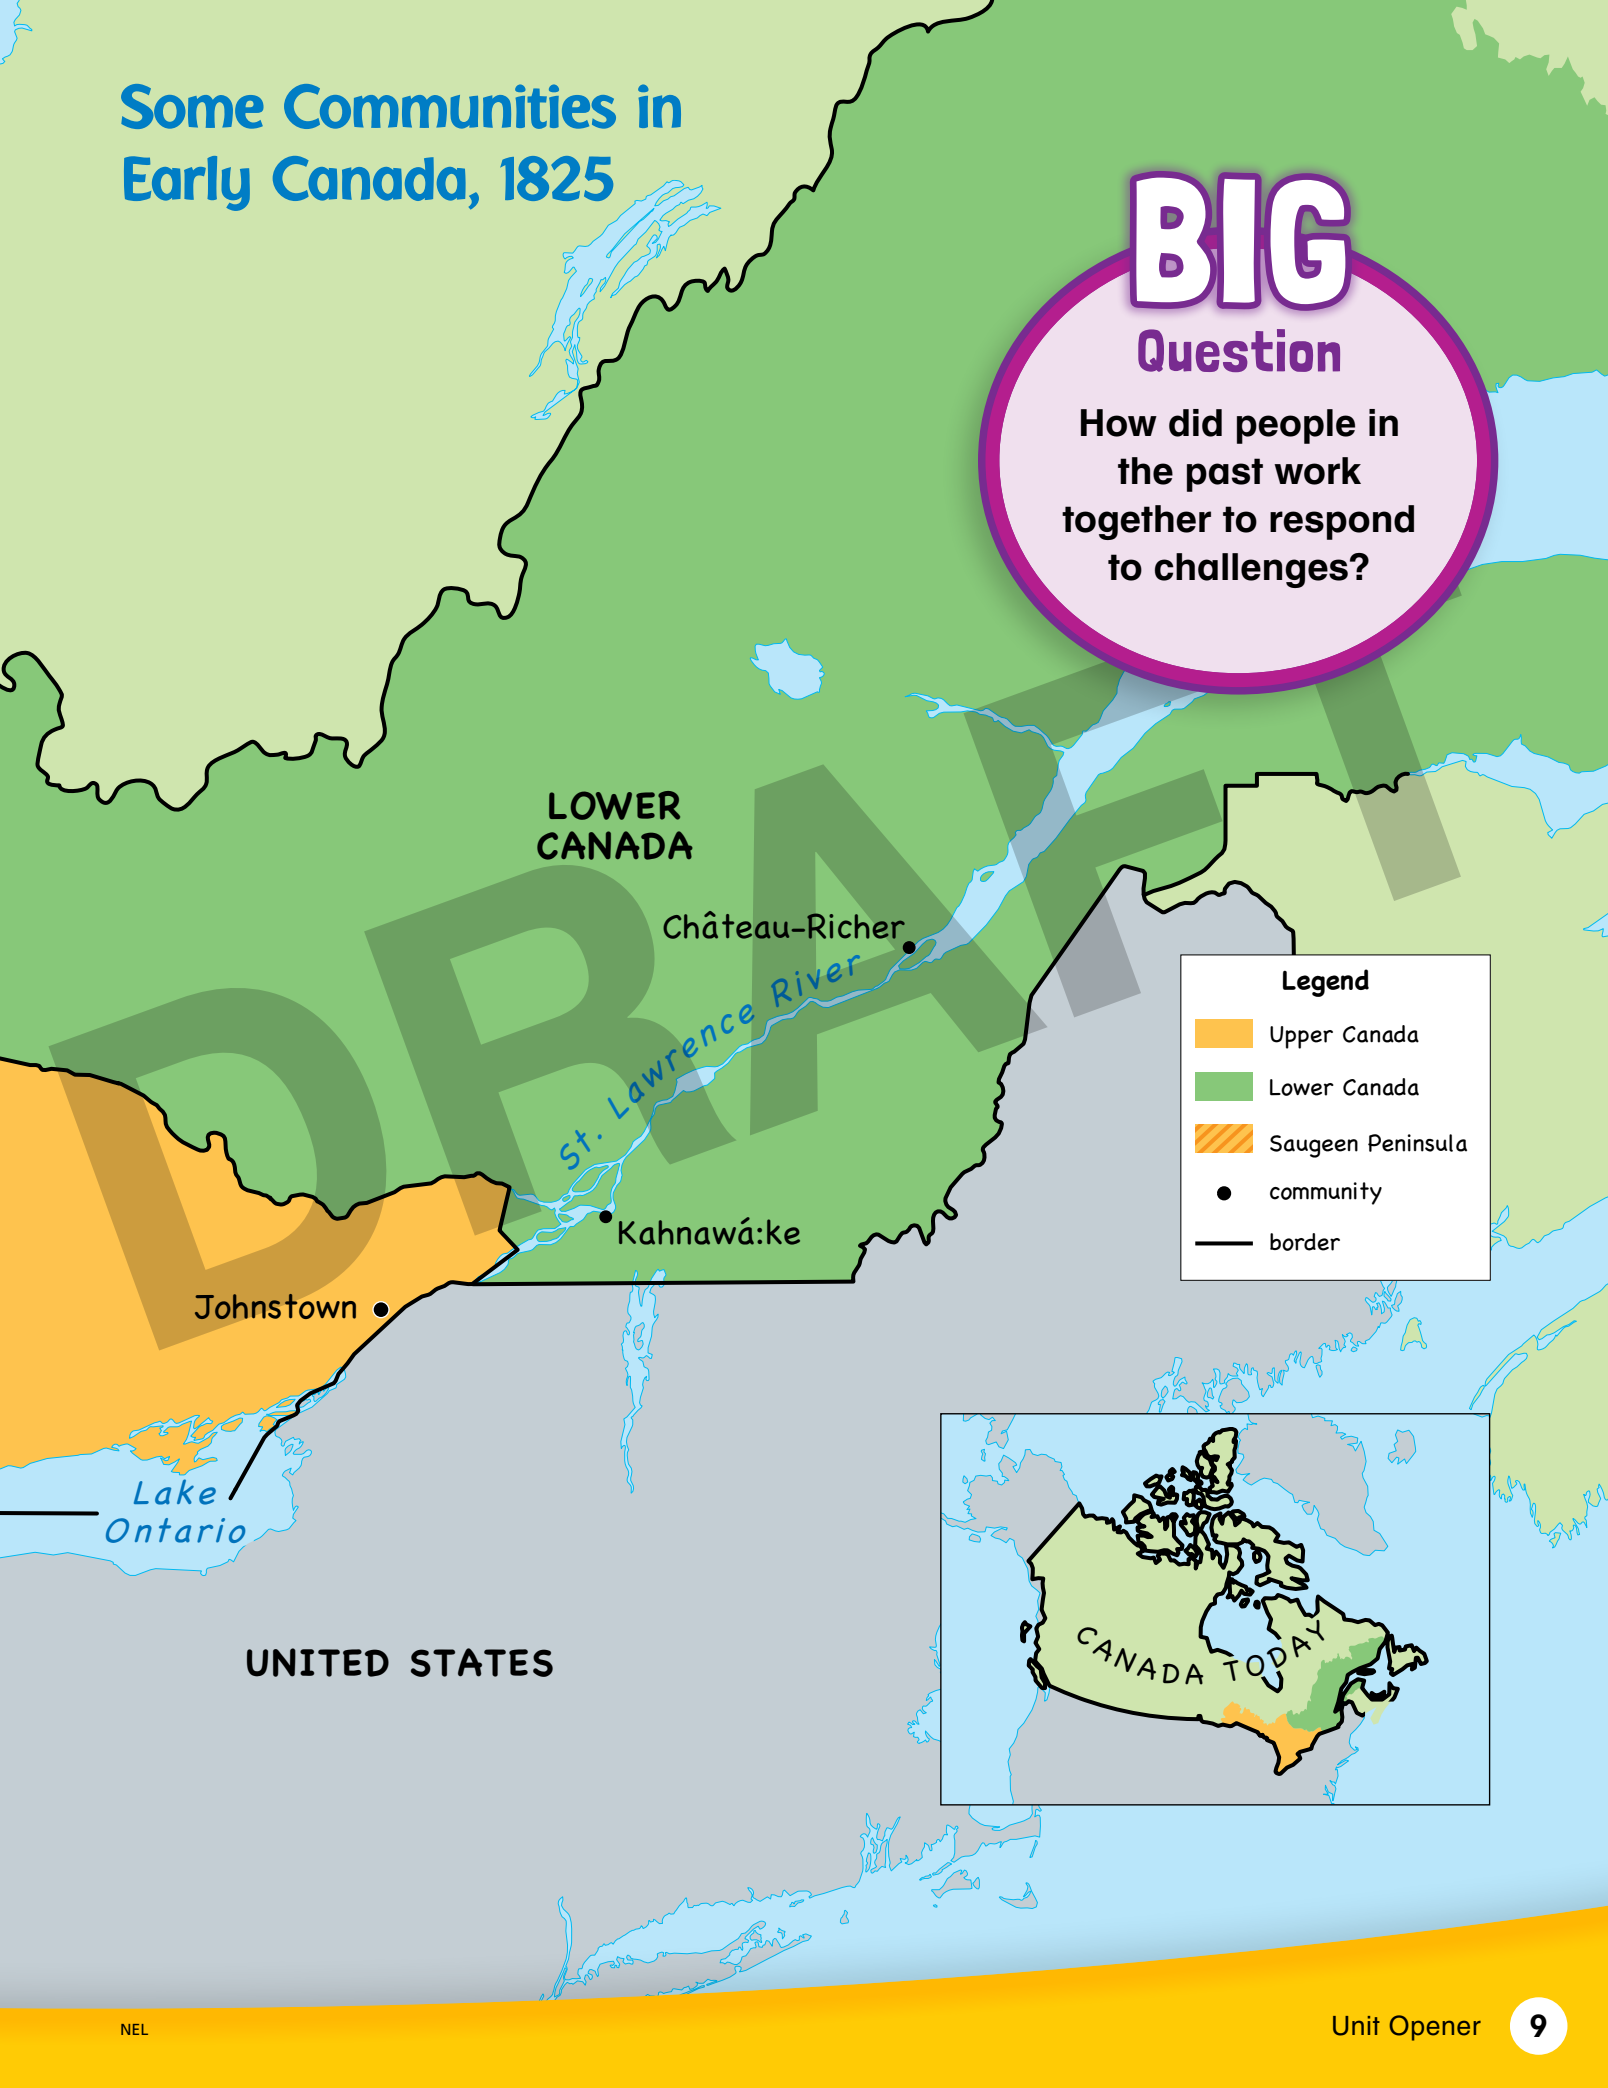 Some Communities in
Early Canada, 1825
BIG
Question
How did people in
the past work
together to respond
to challenges?
LOWER
CANADA
Château-Richer
St. Lawrence River
Kahnawá:ke
Johnstown
Lake
Ontario
UNITED STATES
DRAFT
Legend
Upper Canada
Lower Canada
Saugeen Peninsula
community
border
CANADA TODAY
NEL
Unit Opener 9